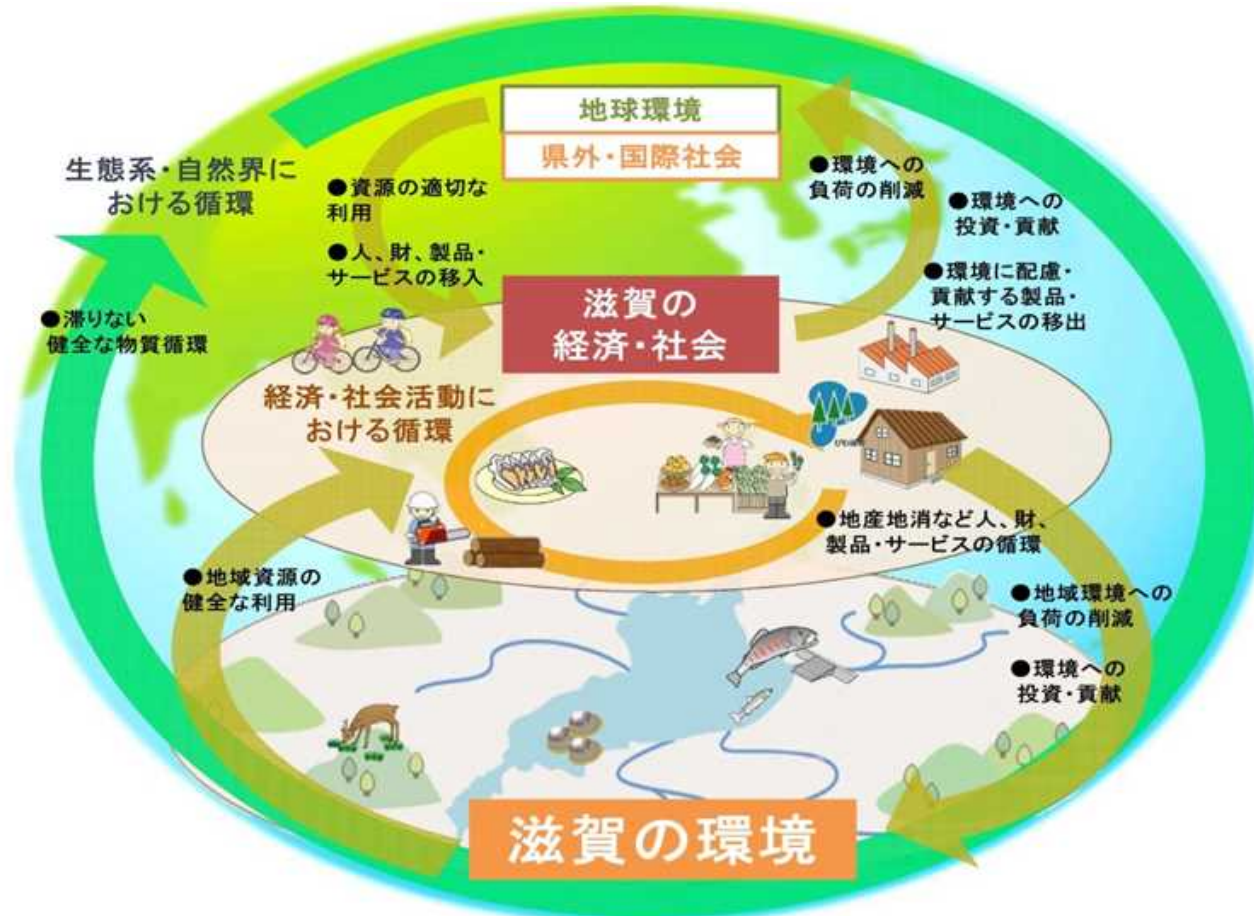 地球環境
県外・国際社会
生態系・自然界に
おける循環
●資源の適切な
利用
●人、財、製品・
サービスの移入
●環境への
負荷の削減
●環境への
投資・貢献
●環境に配慮・
貢献する製品・
サービスの移出
●滞りない
健全な物質循環
滋賀の
経済・社会
経済・社会活動に
おける循環
●地産地消など人、財、
製品・サービスの循環
●地域資源の
健全な利用
●地域環境への
負荷の削減
●環境への
投資・貢献
滋賀の環境